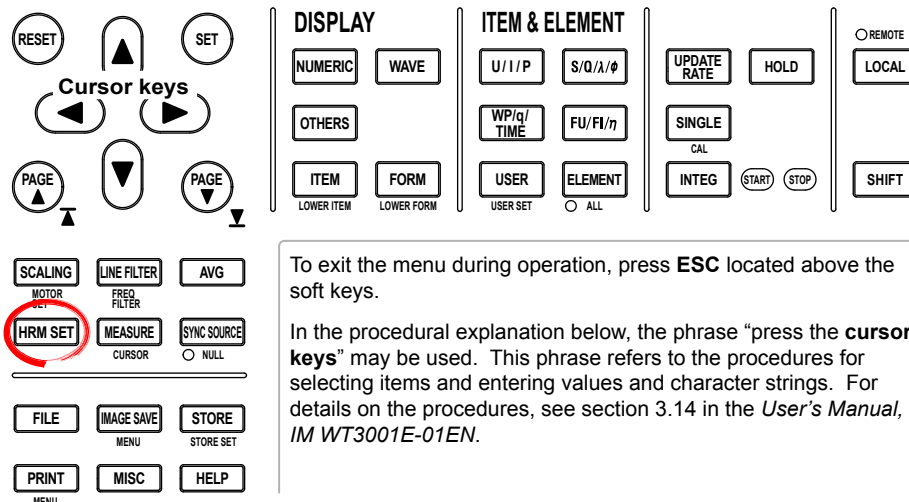 DISPLAY
ITEM & ELEMENT
RESET
SET
REMOTE
NUMERIC
WAVE
U / I / P
S/Q/λ/φ
UPDATE RATE
HOLD
LOCAL
Cursor keys
OTHERS
WP/q/ TIME
FU/FI/η
SINGLE
CAL
PAGE
PAGE
ITEM
FORM
USER
ELEMENT
INTEG
START
STOP
SHIFT
LOWER ITEM
LOWER FORM
USER SET
ALL
SCALING
LINE FILTER
AVG
MOTOR SET
FREQ FILTER
HRM SET
MEASURE
SYNC SOURCE
CURSOR
NULL
FILE
IMAGE SAVE
STORE
MENU
STORE SET
PRINT
MISC
HELP
MENU
To exit the menu during operation, press ESC located above the
soft keys.
In the procedural explanation below, the phrase “press the cursor
keys” may be used. This phrase refers to the procedures for
selecting items and entering values and character strings. For
details on the procedures, see section 3.14 in the User’s Manual,
IM WT3001E-01EN.